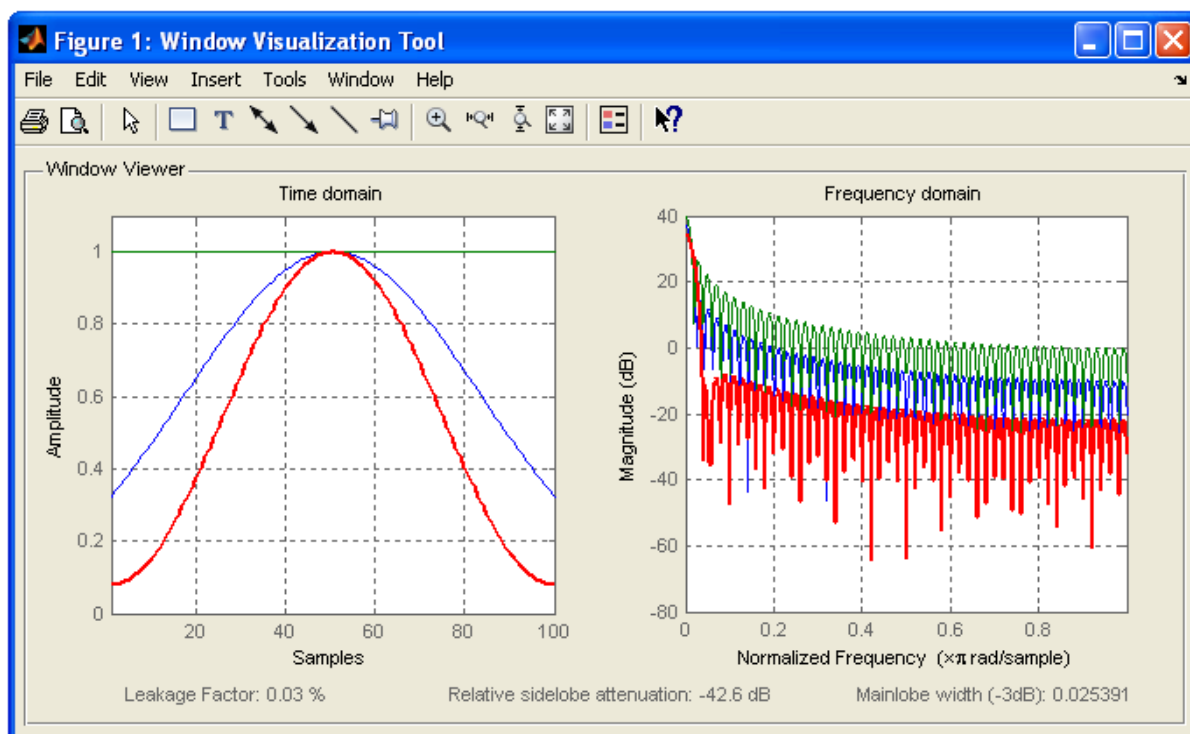 Figure 1: Window Visualization Tool
File Edit View Insert Tools Window Help
T
?
Window Viewer
Time domain
Amplitude
1
0.8
0.6
0.4
0.2
0
20 40 60 80 100
Samples
Frequency domain
Magnitude (dB)
40
20
0
-20
-40
-60
-80
0 0.2 0.4 0.6 0.8
Normalized Frequency (×π rad/sample)
Leakage Factor: 0.03 % Relative sidelobe attenuation: -42.6 dB Mainlobe width (-3dB): 0.025391